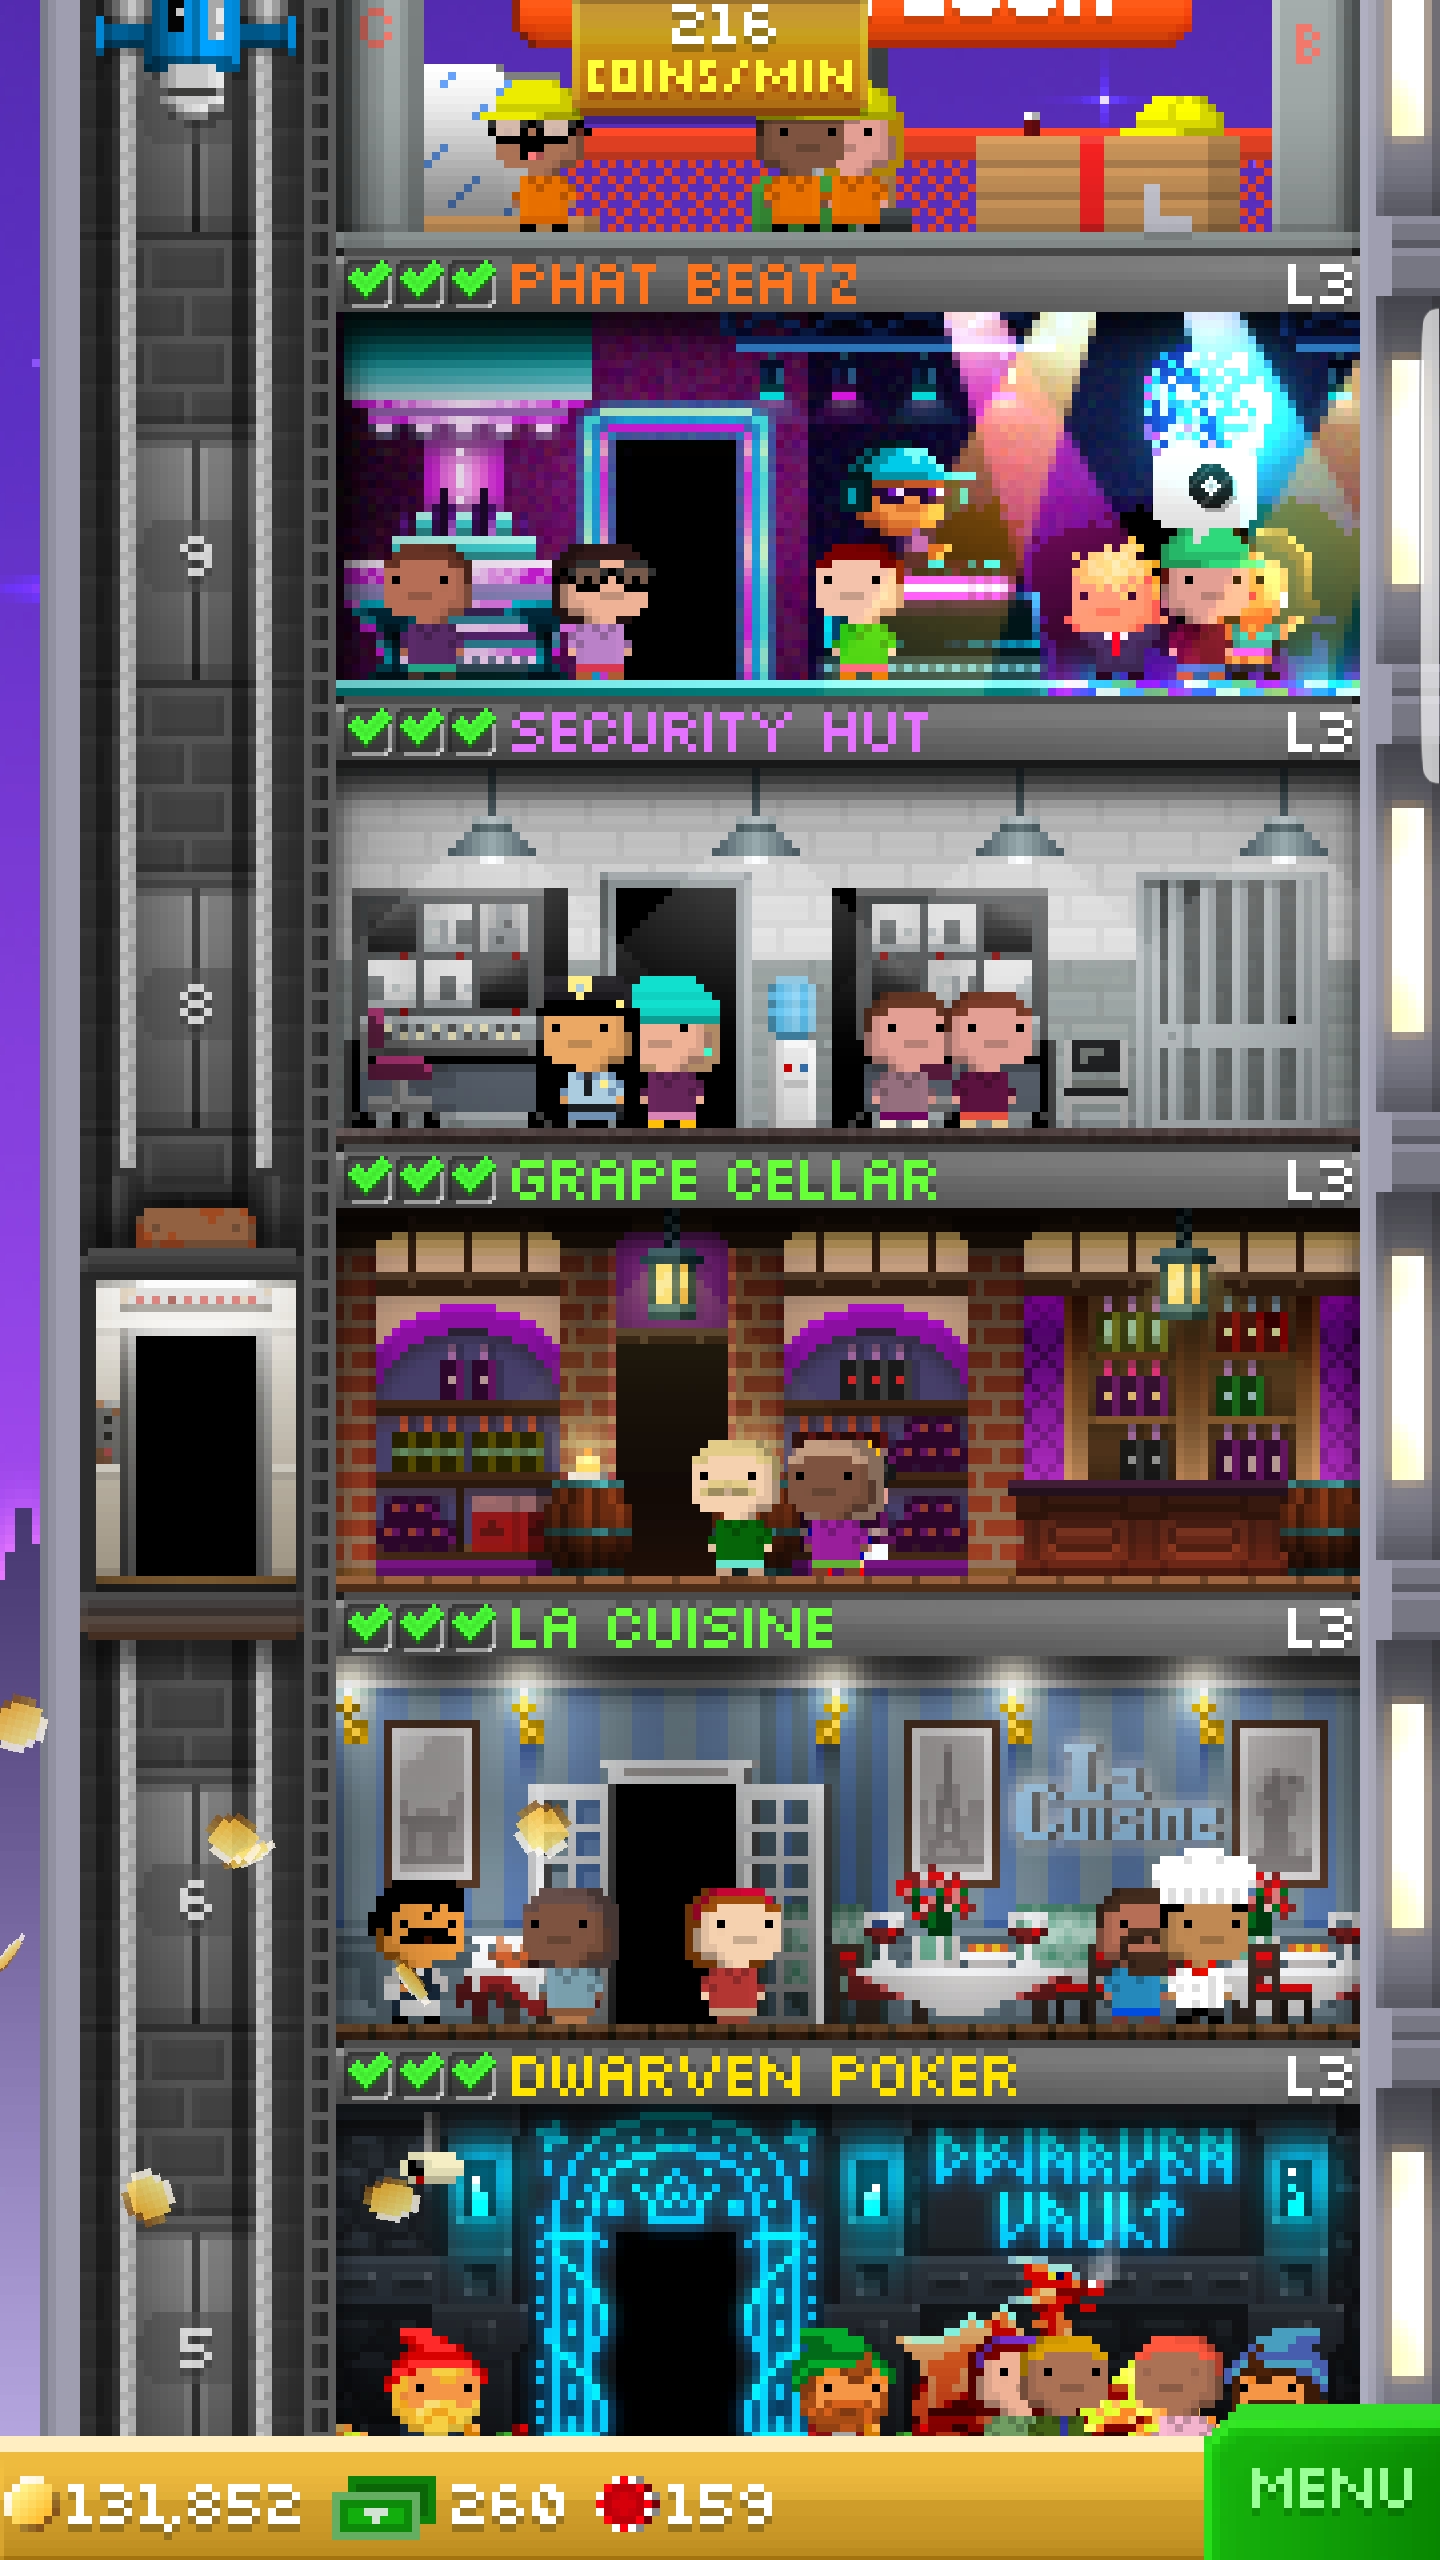 C
B
216
COINS/MIN
PHAT BEATZ L3
9
SECURITY HUT L3
8
GRAPE CELLAR L3
LA CUISINE L3
La
Cuisine
6
DWARVEN POKER L3
DWARVEN
VAULT
5
131,852 260 159
MENU